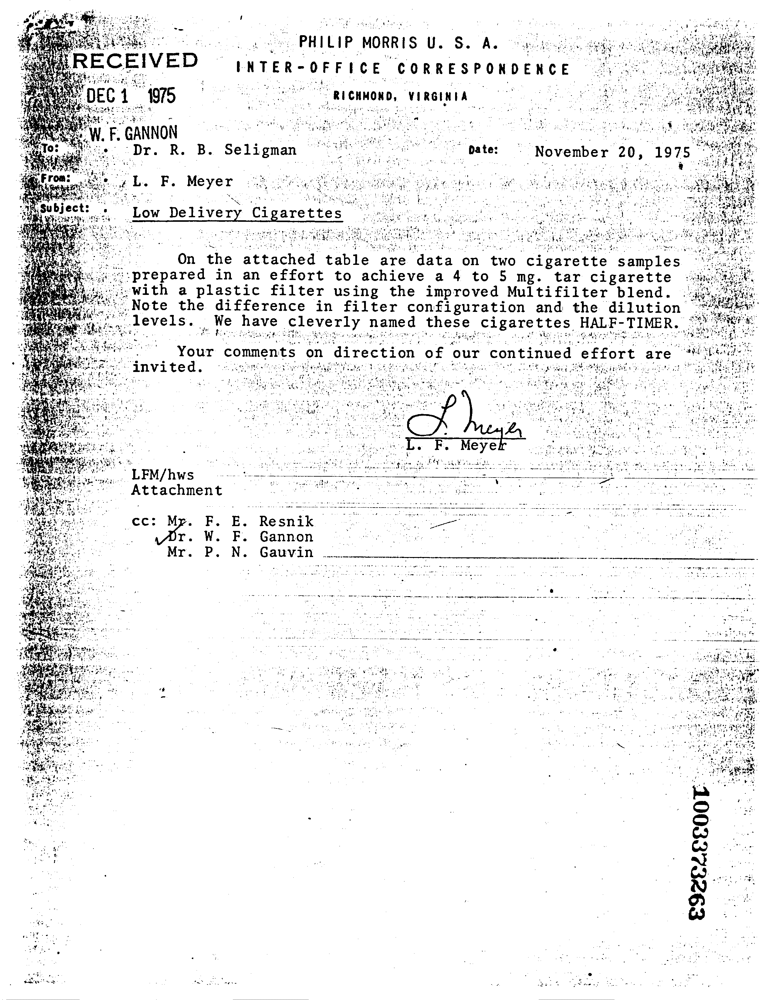 PHILIP MORRIS U. S. A.
INTER-OFFICE CORRESPONDENCE
RICHMOND, VIRGINIA
RECEIVED
DEC 1 1975
W. F. GANNON
To: Dr. R. B. Seligman Date: November 20, 1975
From: L. F. Meyer
Subject: Low Delivery Cigarettes
On the attached table are data on two cigarette samples
prepared in an effort to achieve a 4 to 5 mg. tar cigarette
with a plastic filter using the improved Multifilter blend.
Note the difference in filter configuration and the dilution
levels. We have cleverly named these cigarettes HALF-TIMER.
Your comments on direction of our continued effort are
invited.
L. Meyer
L. F. Meyer
LFM/hws
Attachment
cc: Mr. F. E. Resnik
Dr. W. F. Gannon
Mr. P. N. Gauvin
1003373263